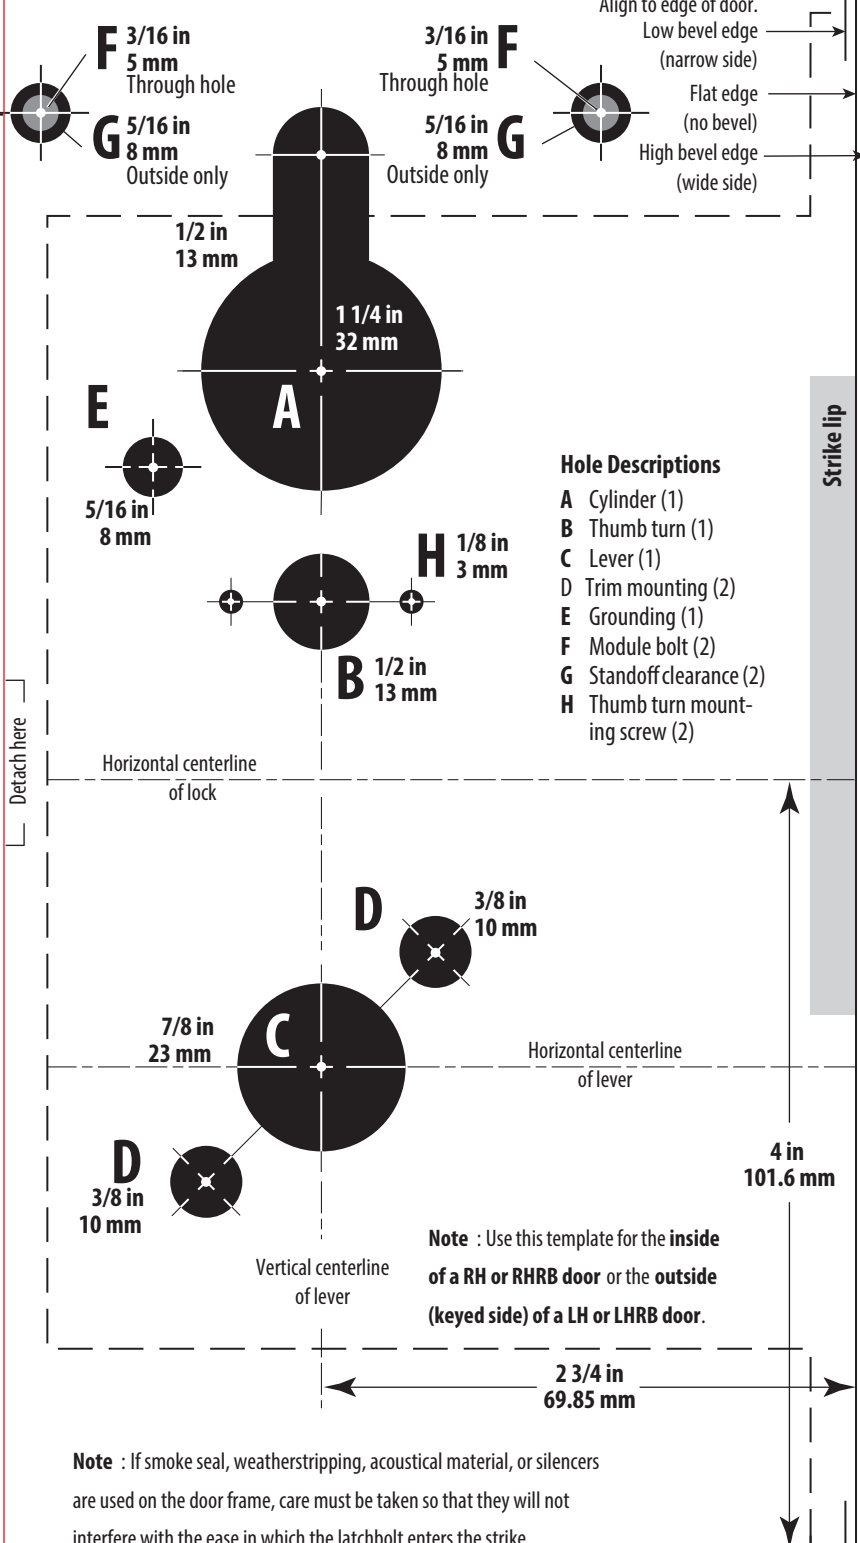 Align to edge of door.
Low bevel edge
(narrow side)
Flat edge
(no bevel)
High bevel edge
(wide side)
F 3/16 in
5 mm
Through hole
G 5/16 in
8 mm
Outside only
3/16 in F
5 mm
Through hole
5/16 in G
8 mm
Outside only
1/2 in
13 mm
1 1/4 in
32 mm
A
E
5/16 in
8 mm
Strike lip
Hole Descriptions
A Cylinder (1)
B Thumb turn (1)
C Lever (1)
D Trim mounting (2)
E Grounding (1)
F Module bolt (2)
G Standoff clearance (2)
H Thumb turn mount-
ing screw (2)
H 1/8 in
3 mm
B 1/2 in
13 mm
Detach here
Horizontal centerline
of lock
D 3/8 in
10 mm
7/8 in
23 mm
C
Horizontal centerline
of lever
D
3/8 in
10 mm
4 in
101.6 mm
Vertical centerline
of lever
Note : Use this template for the inside
of a RH or RHRB door or the outside
(keyed side) of a LH or LHRB door.
2 3/4 in
69.85 mm
Note : If smoke seal, weatherstripping, acoustical material, or silencers
are used on the door frame, care must be taken so that they will not
interfere with the ease in which the latchbolt enters the strike